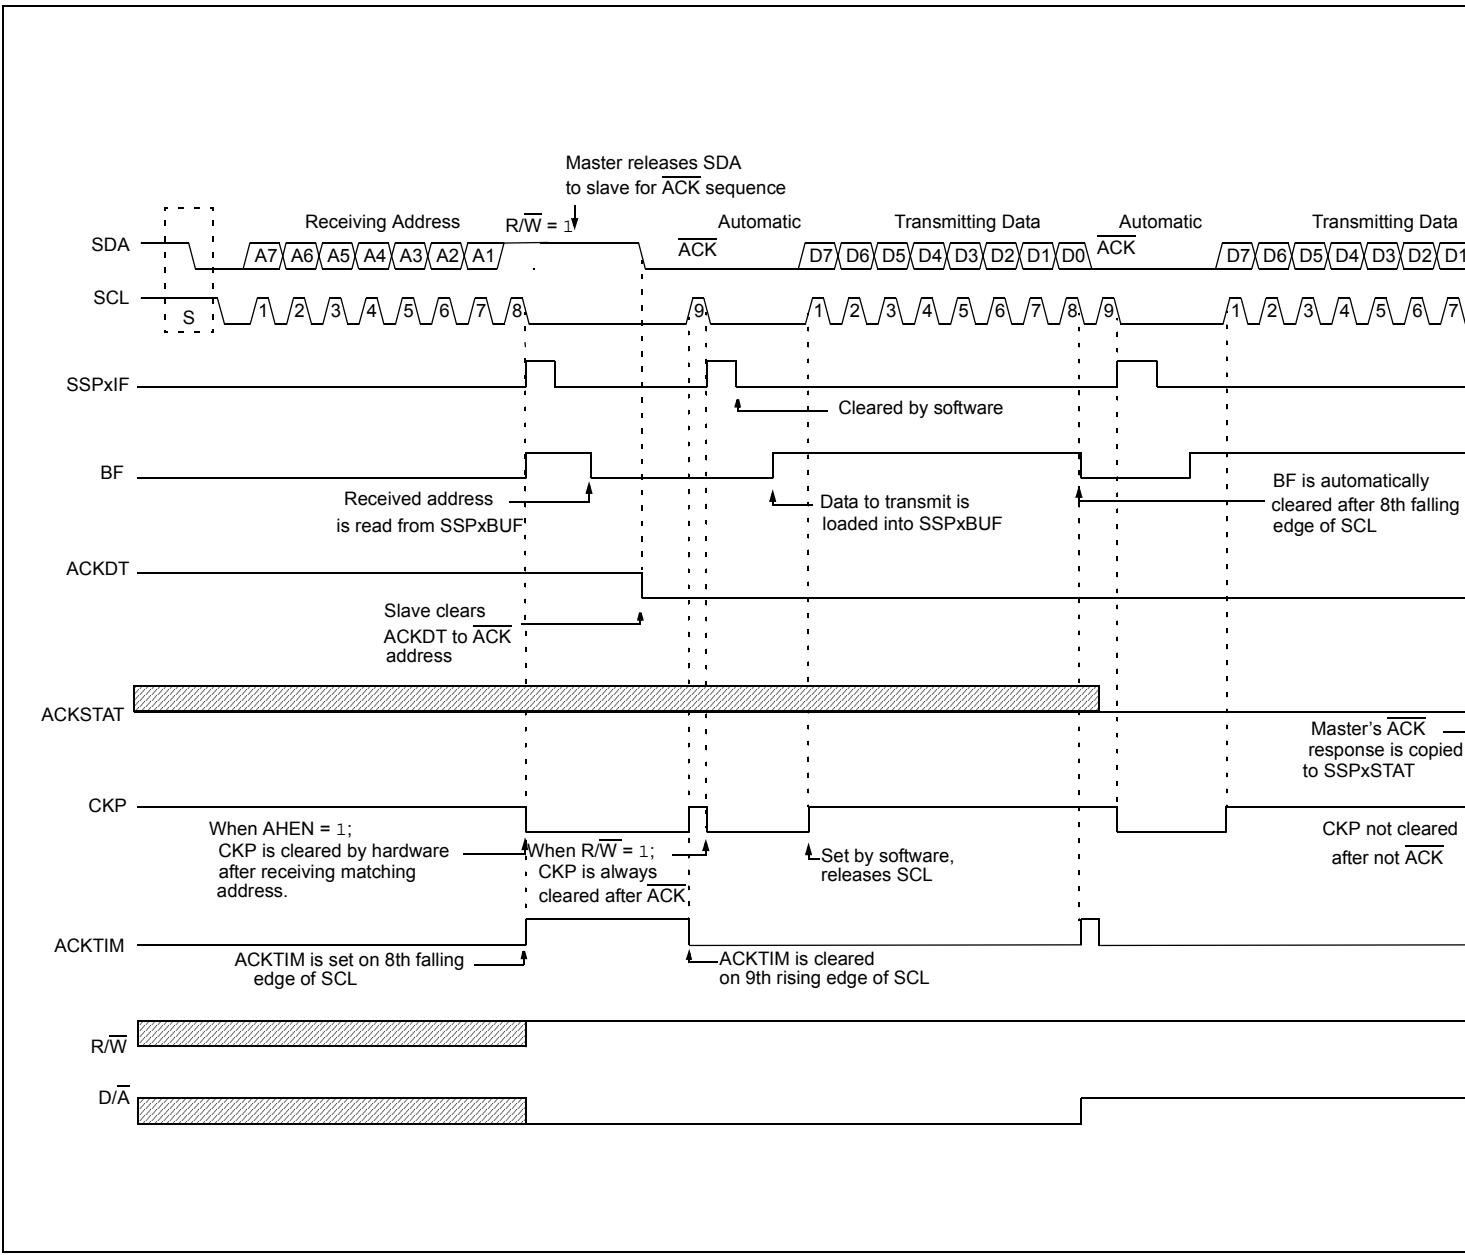 Master releases SDA
to slave for ACK sequence
Receiving Address
R/W = 1
Automatic
Transmitting Data
Automatic
Transmitting Data
SDA
A7 A6 A5 A4 A3 A2 A1
ACK
D7 D6 D5 D4 D3 D2 D1 D0
ACK
D7 D6 D5 D4 D3 D2 D1
SCL
S
1 2 3 4 5 6 7 8
9
1 2 3 4 5 6 7 8 9
1 2 3 4 5 6 7
SSPxIF
Cleared by software
BF
Received address
is read from SSPxBUF
Data to transmit is
loaded into SSPxBUF
BF is automatically
cleared after 8th falling
edge of SCL
ACKDT
Slave clears
ACKDT to ACK
address
ACKSTAT
Master's ACK
response is copied
to SSPxSTAT
CKP
When AHEN = 1;
CKP is cleared by hardware
after receiving matching
address.
When R/W = 1;
CKP is always
cleared after ACK
Set by software,
releases SCL
CKP not cleared
after not ACK
ACKTIM
ACKTIM is set on 8th falling
edge of SCL
ACKTIM is cleared
on 9th rising edge of SCL
R/W
D/A